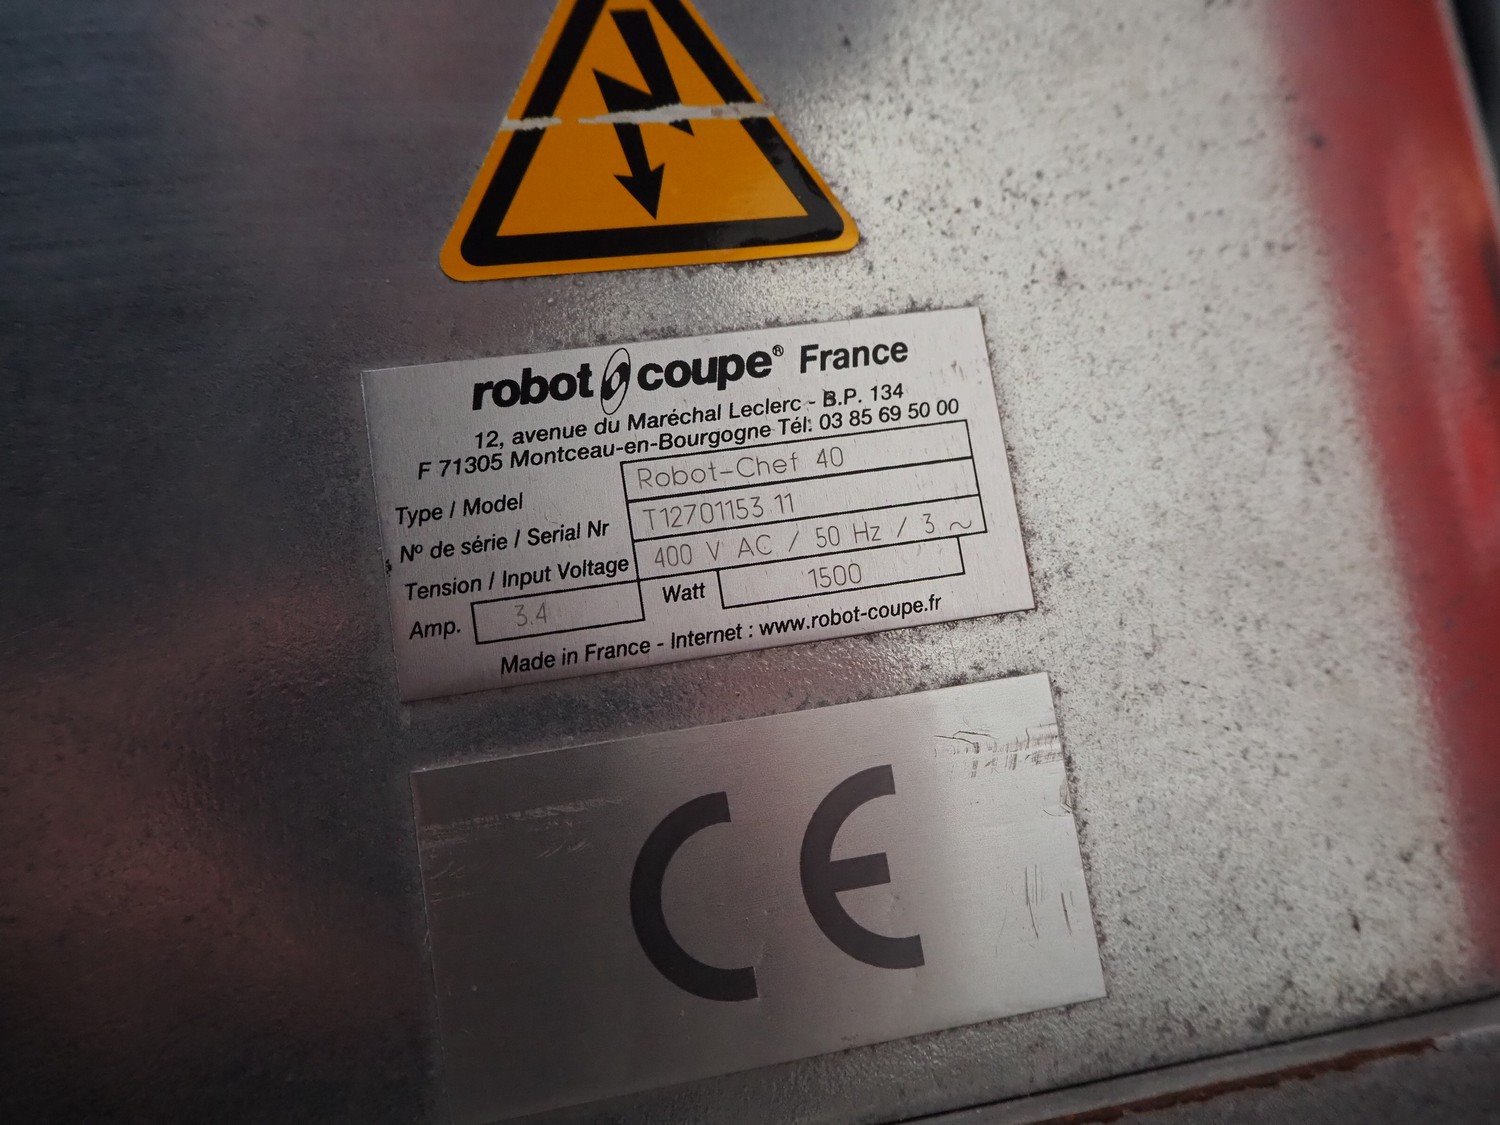 robot coupe® France
12, avenue du Maréchal Leclerc - B.P. 134
F 71305 Montceau-en-Bourgogne Tél: 03 85 69 50 00
Type / Model Robot-Chef 40
Nº de série / Serial Nr T12701153 11
Tension / Input Voltage 400 V AC / 50 Hz / 3 ~
Amp. 3.4 Watt 1500
Made in France - Internet : www.robot-coupe.fr
CE